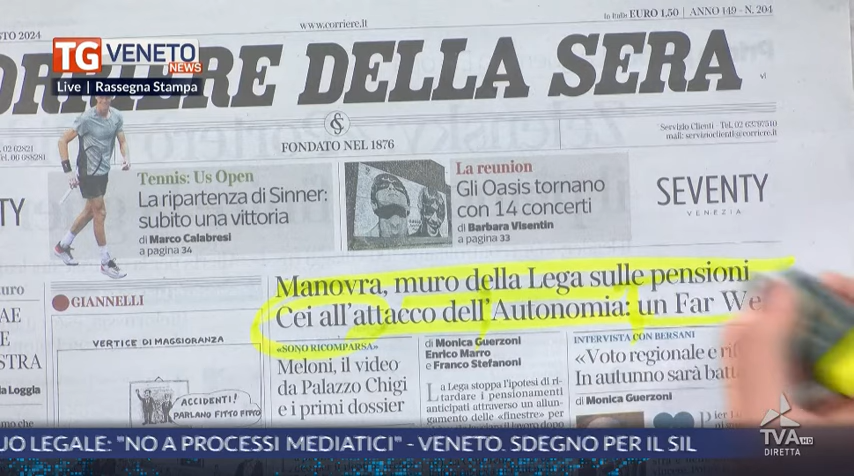 www.corriere.it
In Italia EURO 1,50 | ANNO 149 - N. 204
STO 2024
TG VENETO
NEWS
Live | Rassegna Stampa
ORRIERE DELLA SERA
FONDATO NEL 1876
Servizio Clienti - Tel. 02 63797510
mail: servizioclienti@corriere.it
Tennis: Us Open
La ripartenza di Sinner:
subito una vittoria
di Marco Calabresi
a pagina 34
La reunion
Gli Oasis tornano
con 14 concerti
di Barbara Visentin
a pagina 33
SEVENTY
VENEZIA
TY
Manovra, muro della Lega sulle pensioni
Cei all'attacco dell'Autonomia: un Far We
GIANNELLI
VERTICE DI MAGGIORANZA
ACCIDENTI!
PARLANO FITTO FITTO
«SONO RICOMPARSA»
Meloni, il video
da Palazzo Chigi
e i primi dossier
di Monica Guerzoni
Enrico Marro
e Franco Stefanoni
La Lega stoppa l'ipotesi di ri-
tardare i pensionamenti
anticipati attraverso un allun-
gamento delle «finestre» per
INTERVISTA CON BERSANI
«Voto regionale e
In autunno sarà
di Monica Guerzoni
uro
AE
E
STRA
la Loggia
UO LEGALE: "NO A PROCESSI MEDIATICI" - VENETO. SDEGNO PER IL SIL
TVA HD
DIRETTA